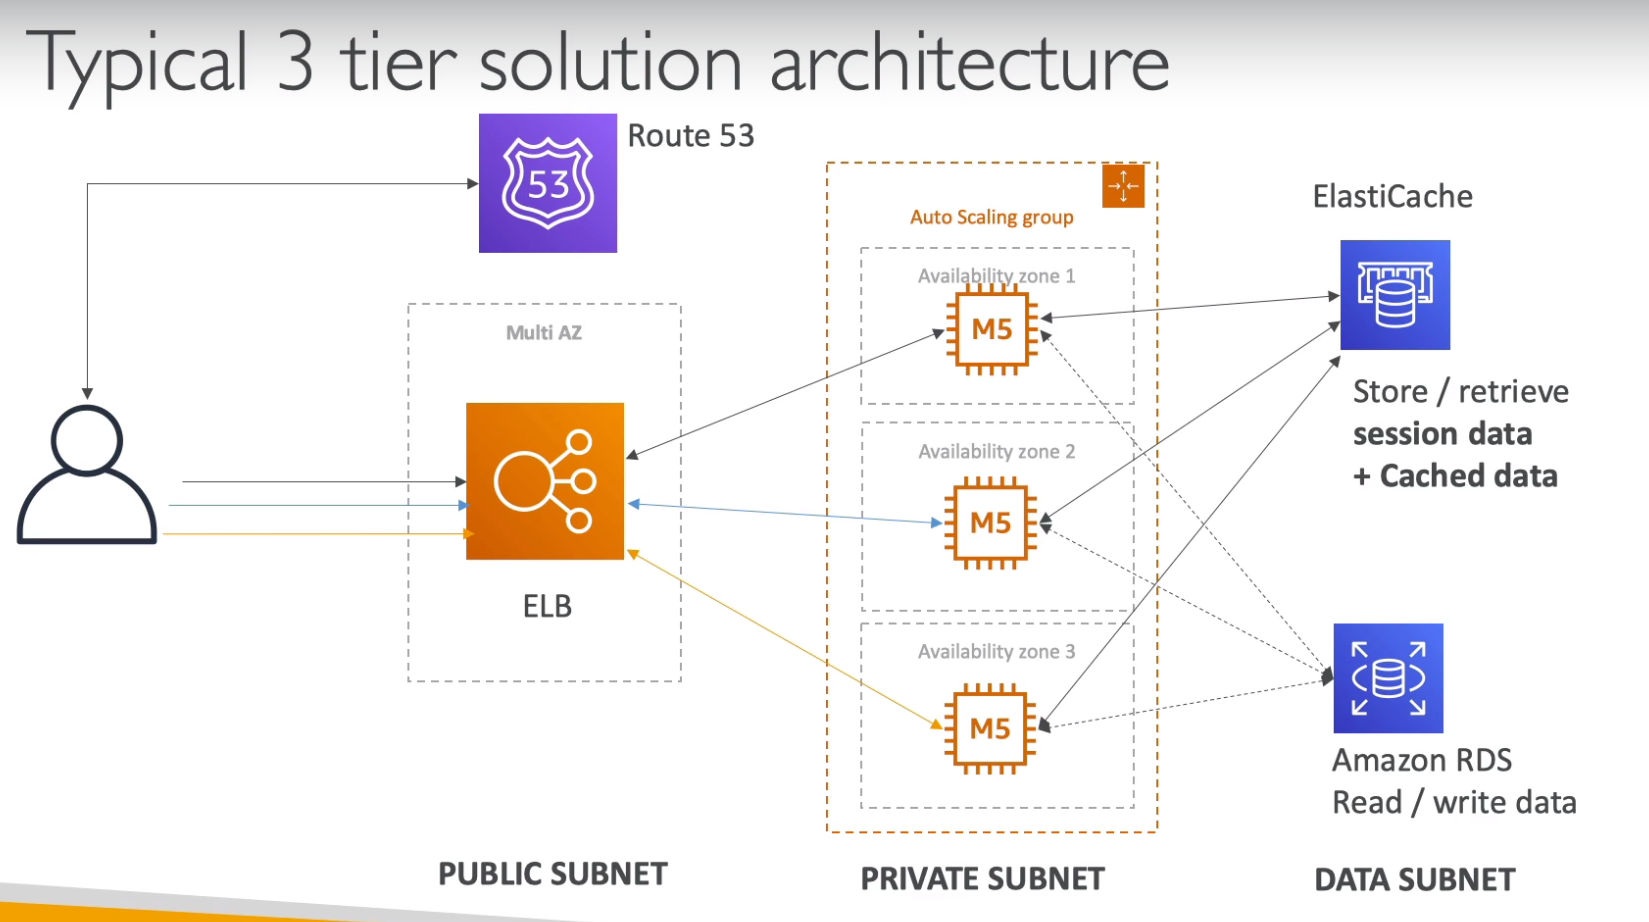 Typical 3 tier solution architecture
Route 53
53
Auto Scaling group
ElastiCache
Availability zone 1
M5
Multi AZ
Store / retrieve
session data
+ Cached data
Availability zone 2
M5
ELB
Availability zone 3
M5
Amazon RDS
Read / write data
PUBLIC SUBNET
PRIVATE SUBNET
DATA SUBNET